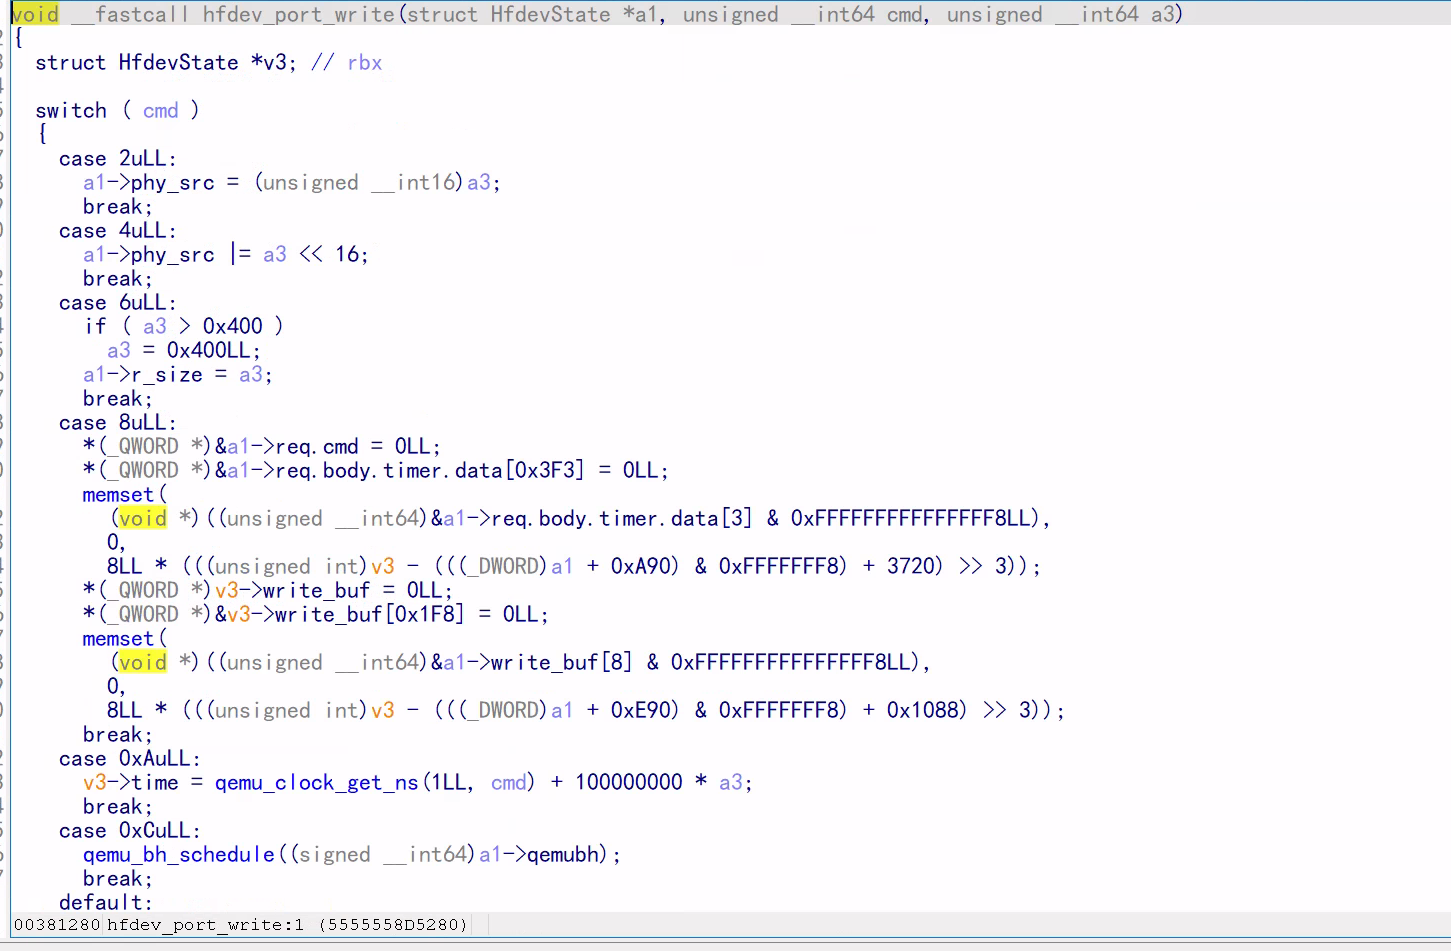 void __fastcall hfdev_port_write(struct HfdevState *a1, unsigned __int64 cmd, unsigned __int64 a3)
{
struct HfdevState *v3; // rbx
switch ( cmd )
{
case 2uLL:
a1->phy_src = (unsigned __int16)a3;
break;
case 4uLL:
a1->phy_src |= a3 << 16;
break;
case 6uLL:
if ( a3 > 0x400 )
a3 = 0x400LL;
a1->r_size = a3;
break;
case 8uLL:
*(_QWORD *)&a1->req.cmd = 0LL;
*(_QWORD *)&a1->req.body.timer.data[0x3F3] = 0LL;
memset(
(void *)((unsigned __int64)&a1->req.body.timer.data[3] & 0xFFFFFFFFFFFFFFF8LL),
0,
8LL * (((unsigned int)v3 - (((_DWORD)a1 + 0xA90) & 0xFFFFFFF8) + 3720) >> 3));
*(_QWORD *)v3->write_buf = 0LL;
*(_QWORD *)&v3->write_buf[0x1F8] = 0LL;
memset(
(void *)((unsigned __int64)&a1->write_buf[8] & 0xFFFFFFFFFFFFFFF8LL),
0,
8LL * (((unsigned int)v3 - (((_DWORD)a1 + 0xE90) & 0xFFFFFFF8) + 0x1088) >> 3));
break;
case 0xAuLL:
v3->time = qemu_clock_get_ns(1LL, cmd) + 100000000 * a3;
break;
case 0xCuLL:
qemu_bh_schedule((signed __int64)a1->qemubh);
break;
default:
00381280 hfdev_port_write:1 (5555558D5280)